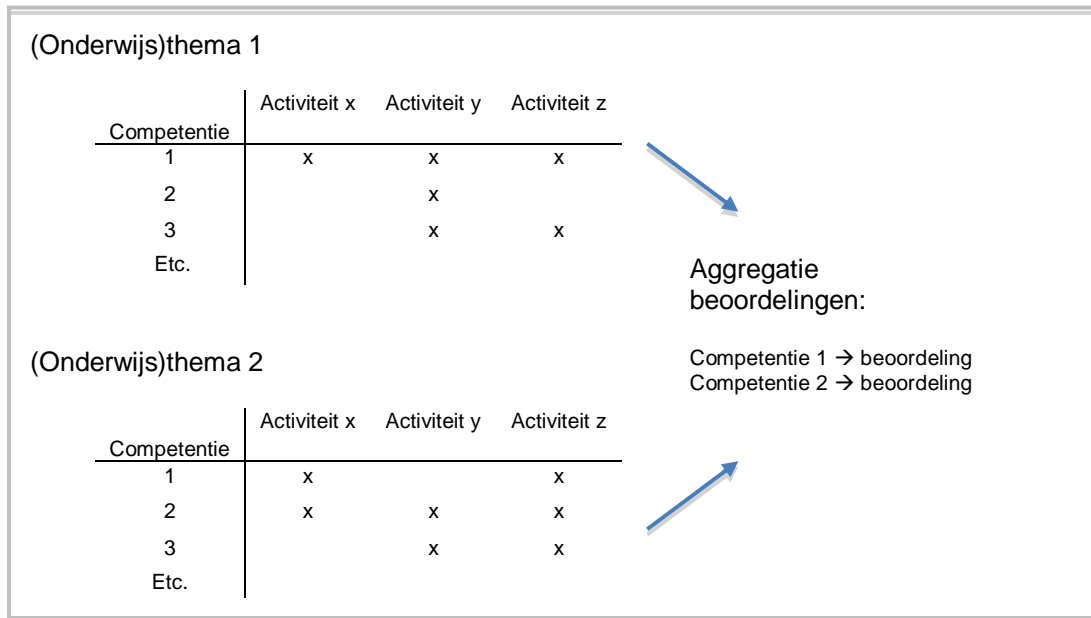 (Onderwijs)thema 1
Activiteit x Activiteit y Activiteit z
Competentie
1 x x x
2 x
3 x x
Etc.
Aggregatie
beoordelingen:
Competentie 1 → beoordeling
Competentie 2 → beoordeling
(Onderwijs)thema 2
Activiteit x Activiteit y Activiteit z
Competentie
1 x x
2 x x x
3 x x
Etc.